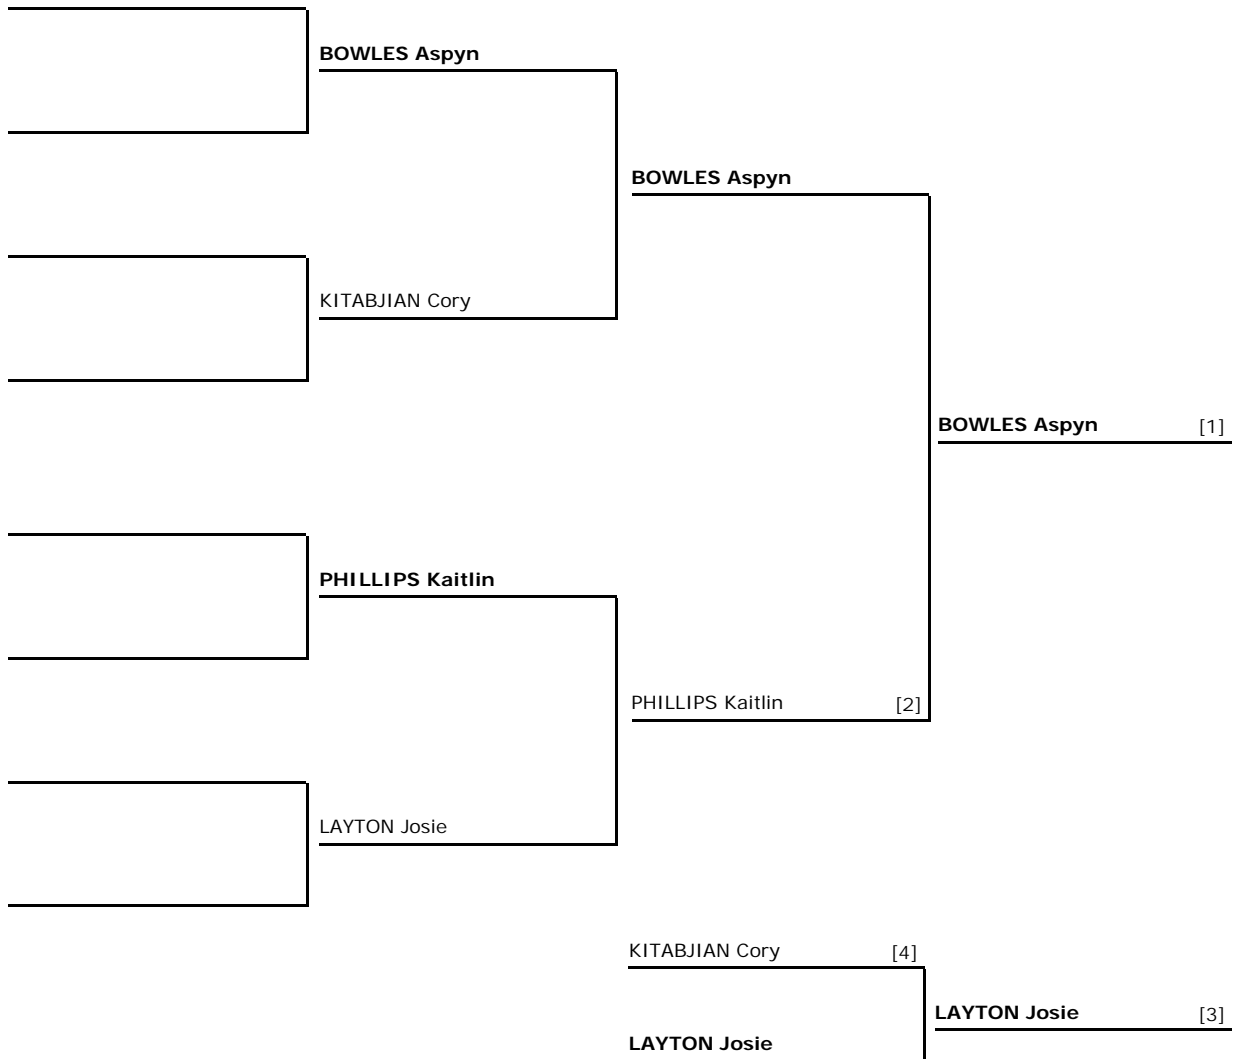 BOWLES Aspyn
BOWLES Aspyn
KITABJIAN Cory
BOWLES Aspyn [1]
PHILLIPS Kaitlin
PHILLIPS Kaitlin [2]
LAYTON Josie
KITABJIAN Cory [4]
LAYTON Josie [3]
LAYTON Josie